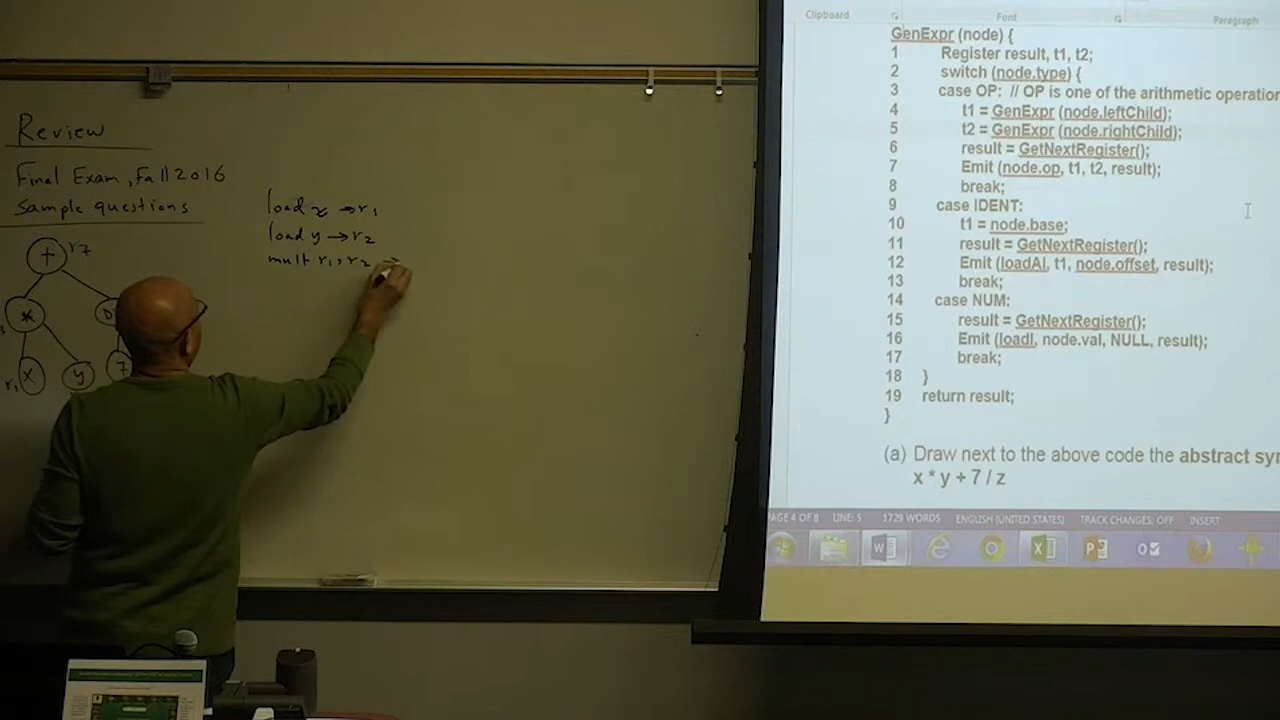 Review
Final Exam, Fall 2016
Sample questions
+ r7
*
x
y
7
r1
load x → r1
load y → r2
mult r1, r2 →
Clipboard
Font
Paragraph
GenExpr (node) {
1 Register result, t1, t2;
2 switch (node.type) {
3 case OP: // OP is one of the arithmetic operation
4 t1 = GenExpr (node.leftChild);
5 t2 = GenExpr (node.rightChild);
6 result = GetNextRegister();
7 Emit (node.op, t1, t2, result);
8 break;
9 case IDENT:
10 t1 = node.base;
11 result = GetNextRegister();
12 Emit (loadAI, t1, node.offset, result);
13 break;
14 case NUM:
15 result = GetNextRegister();
16 Emit (loadI, node.val, NULL, result);
17 break;
18 }
19 return result;
}
(a) Draw next to the above code the abstract syn
x * y + 7 / z
PAGE 4 OF 8 LINE: 5 1729 WORDS ENGLISH (UNITED STATES) TRACK CHANGES: OFF INSERT